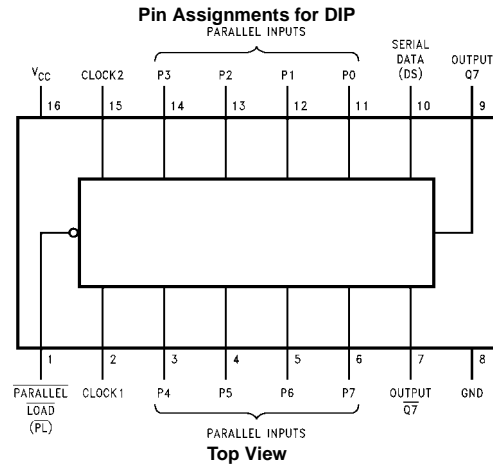 Pin Assignments for DIP
PARALLEL INPUTS
VCC CLOCK2 P3 P2 P1 P0 SERIAL DATA (DS) OUTPUT Q7
16 15 14 13 12 11 10 9
1 2 3 4 5 6 7 8
PARALLEL LOAD (PL) CLOCK1 P4 P5 P6 P7 OUTPUT Q7 GND
PARALLEL INPUTS
Top View